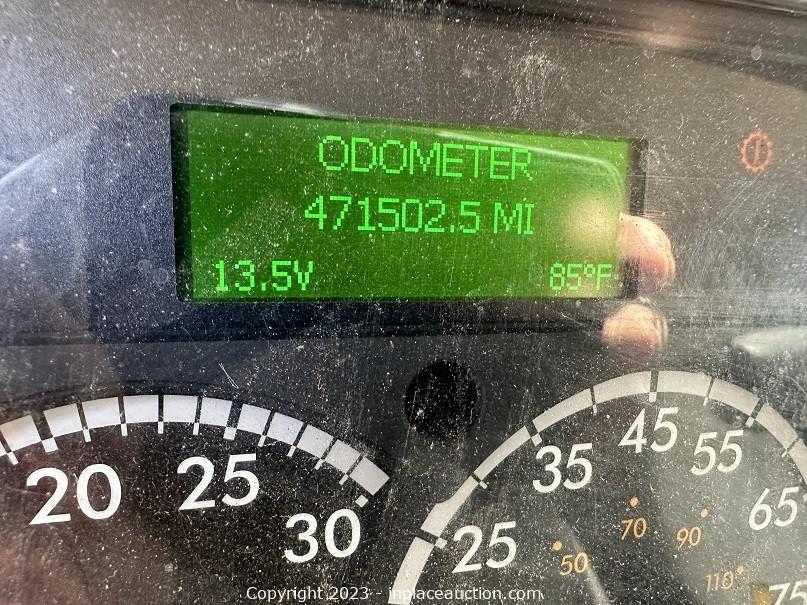 ODOMETER
471502.5 MI
13.5V 85°F
20 25 30
25 35 45 55 65 75
50 70 90 110
Copyright 2023 - inplaceauction.com